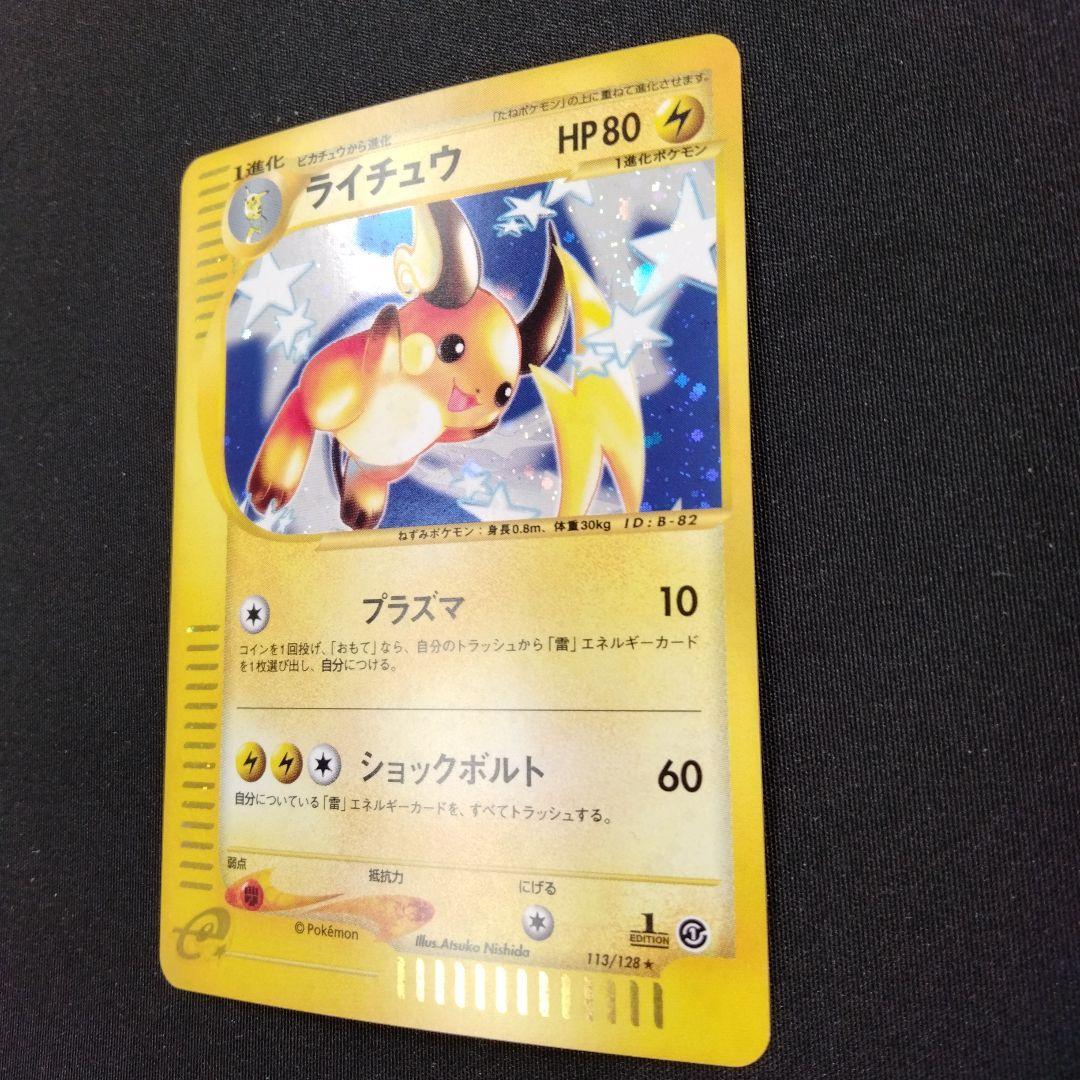 「たねポケモン」の上に重ねて進化させます。
1進化 ピカチュウから進化
ライチュウ HP80
1進化ポケモン
ねずみポケモン：身長0.8m、体重30kg ID:B-82
プラズマ 10
コインを1回投げ、「おもて」なら、自分のトラッシュから「雷」エネルギーカード
を1枚選び出し、自分につける。
ショックボルト 60
自分についている「雷」エネルギーカードを、すべてトラッシュする。
弱点 抵抗力 にげる
©Pokémon
Illus.Atsuko Nishida
1
EDITION
113/128★
e